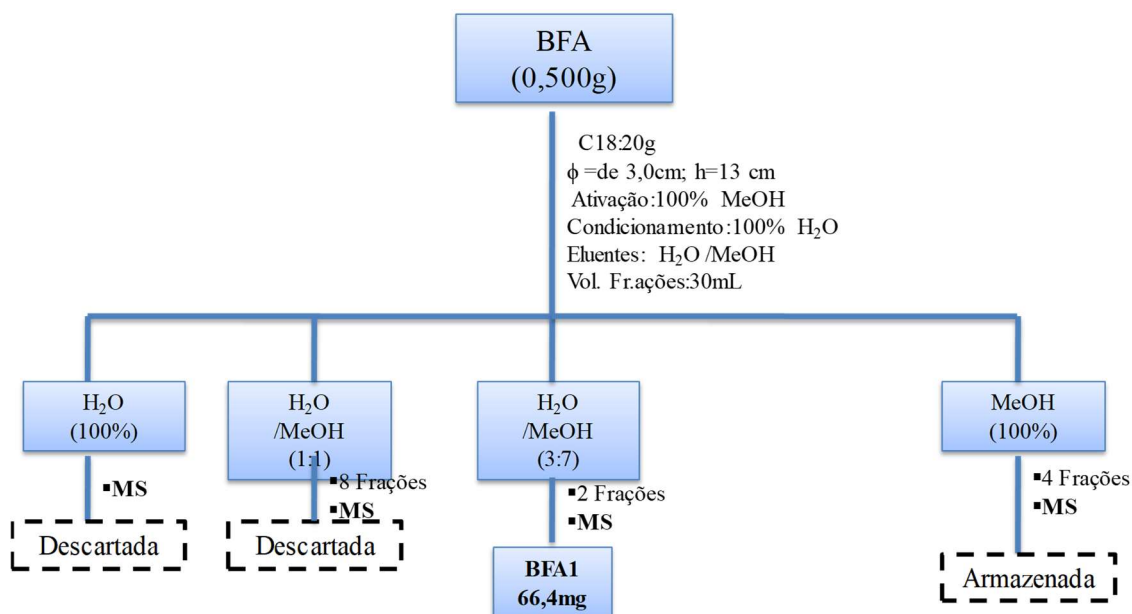 BFA
(0,500g)
C18:20g
ϕ =de 3,0cm; h=13 cm
Ativação:100% MeOH
Condicionamento:100% H₂O
Eluentes: H₂O /MeOH
Vol. Fr.ações:30mL
H₂O
(100%)
▪MS
Descartada
H₂O
/MeOH
(1:1)
▪8 Frações
▪MS
Descartada
H₂O
/MeOH
(3:7)
▪2 Frações
▪MS
BFA1
66,4mg
MeOH
(100%)
▪4 Frações
▪MS
Armazenada